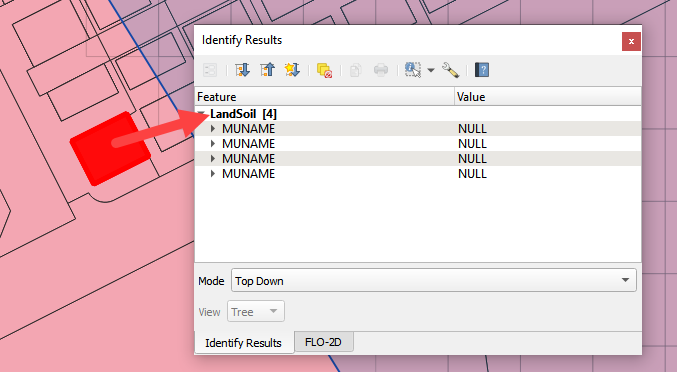 Identify Results
Feature Value
LandSoil [4]
MUNAME NULL
MUNAME NULL
MUNAME NULL
MUNAME NULL
Mode Top Down
View Tree
Identify Results FLO-2D